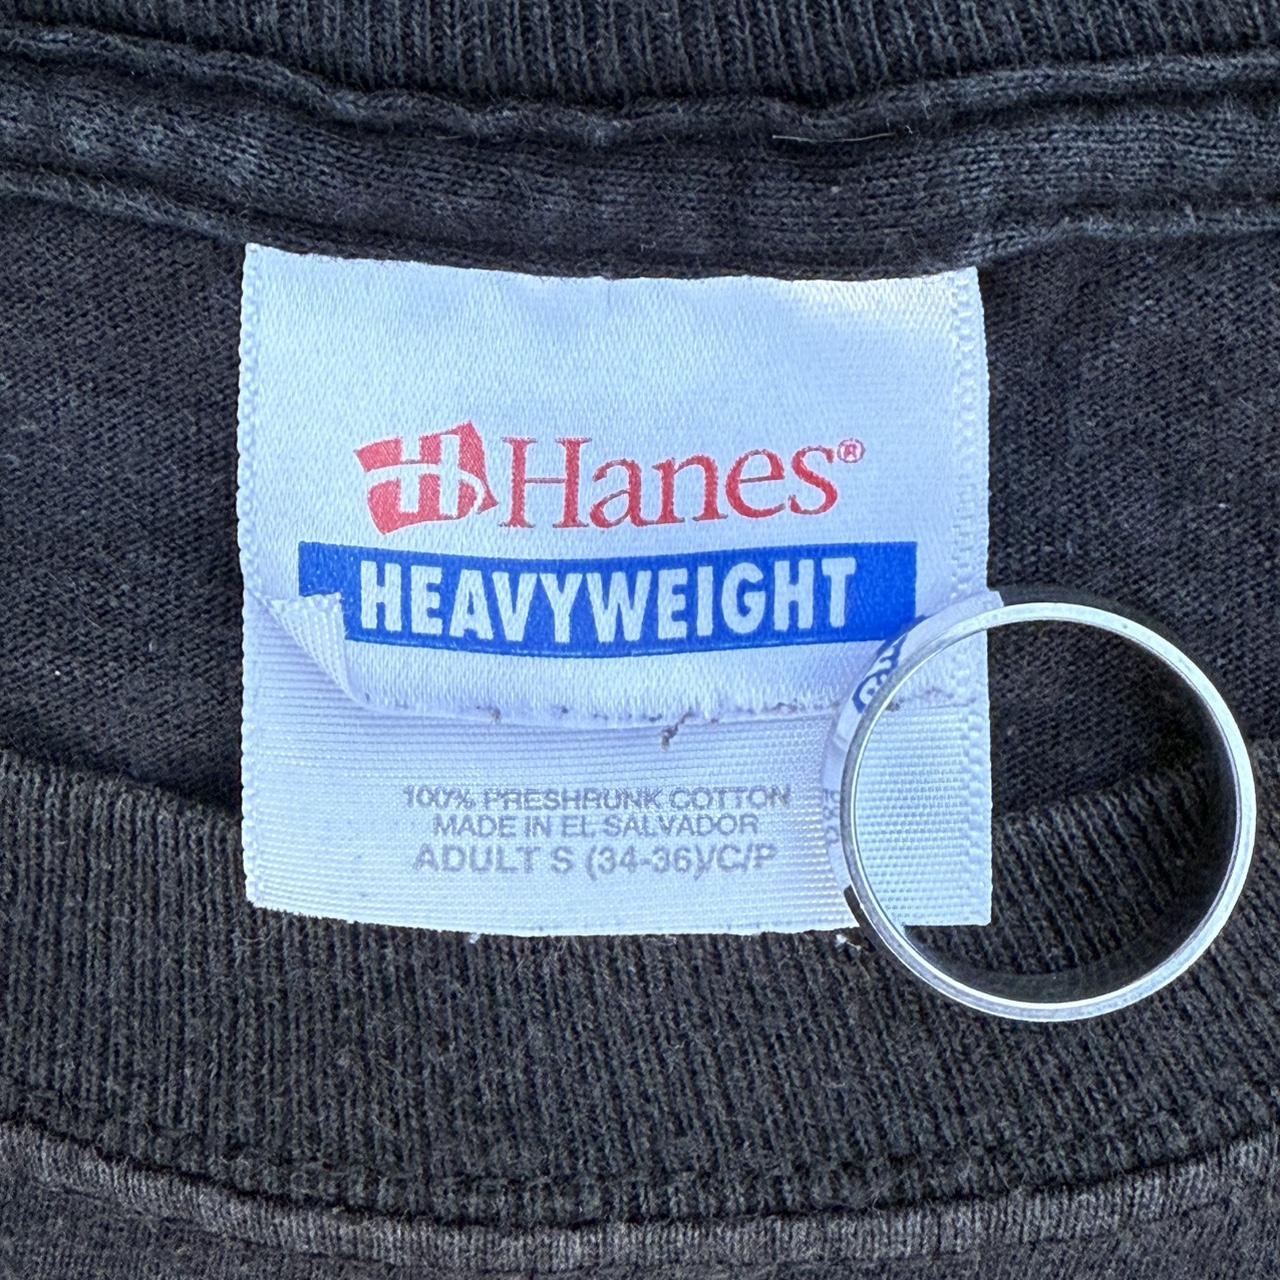 H Hanes®
HEAVYWEIGHT
100% PRESHRUNK COTTON
MADE IN EL SALVADOR
ADULT S (34-36)/C/P